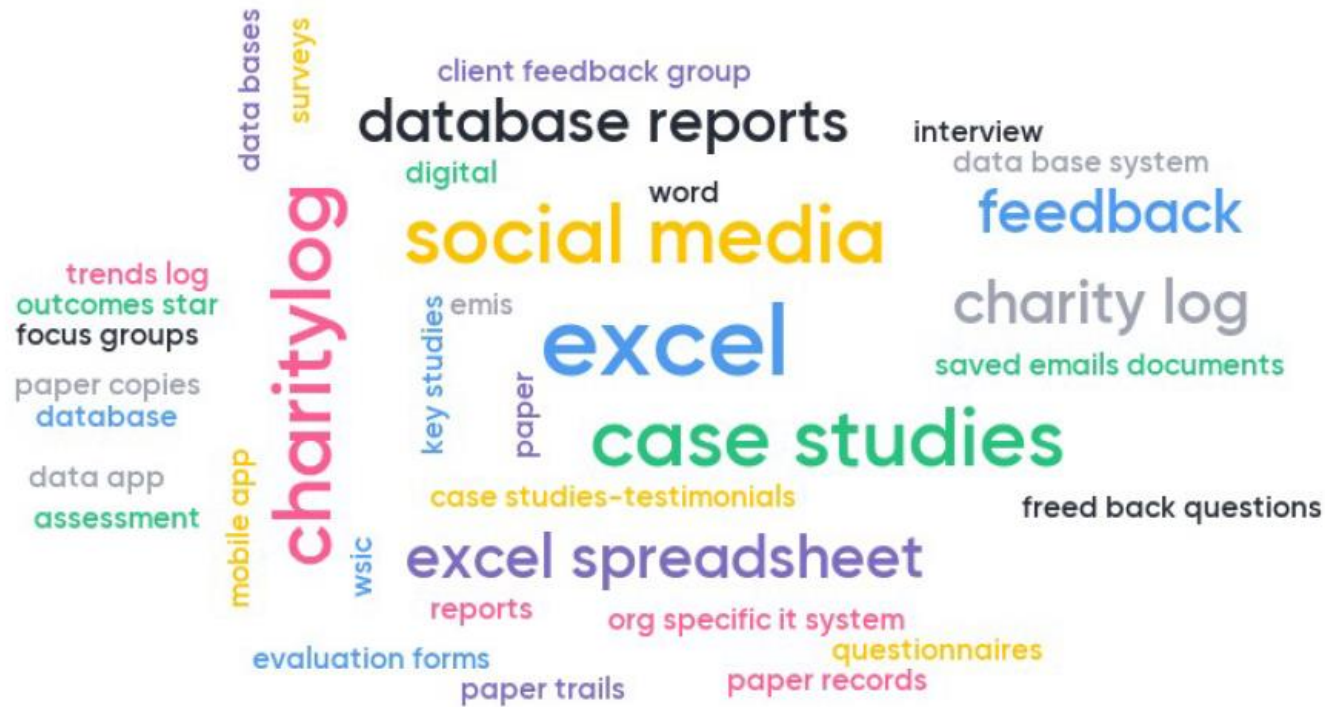 data bases
surveys
client feedback group
database reports
interview
data base system
digital
word
feedback
social media
charitylog
trends log
outcomes star
focus groups
key studies
emis
excel
charity log
saved emails documents
paper copies
database
paper
case studies
data app
assessment
mobile app
case studies-testimonials
freed back questions
wsic
excel spreadsheet
reports
org specific it system
evaluation forms
questionnaires
paper trails
paper records